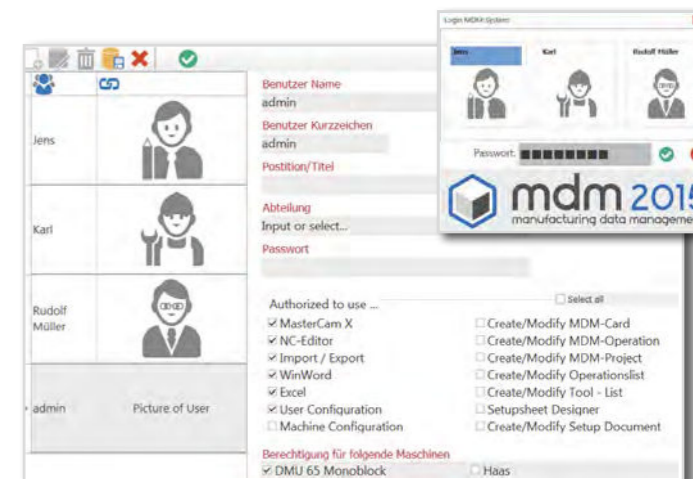 Login MDM-System
Jens
Karl
Rudolf Müller
Passwort:
mdm 2015
manufacturing data manageme
Jens
Karl
Rudolf
Müller
admin
Picture of User
Benutzer Name
admin
Benutzer Kurzzeichen
admin
Postition/Titel
Abteilung
Input or select...
Passwort
Authorized to use ...
Select all
MasterCam X
NC-Editor
Import / Export
WinWord
Excel
User Configuration
Machine Configuration
Create/Modify MDM-Card
Create/Modify MDM-Operation
Create/Modify MDM-Project
Create/Modify Operationslist
Create/Modify Tool - List
Setupsheet Designer
Create/Modify Setup Document
Berechtigung für folgende Maschinen
DMU 65 Monoblock
Haas